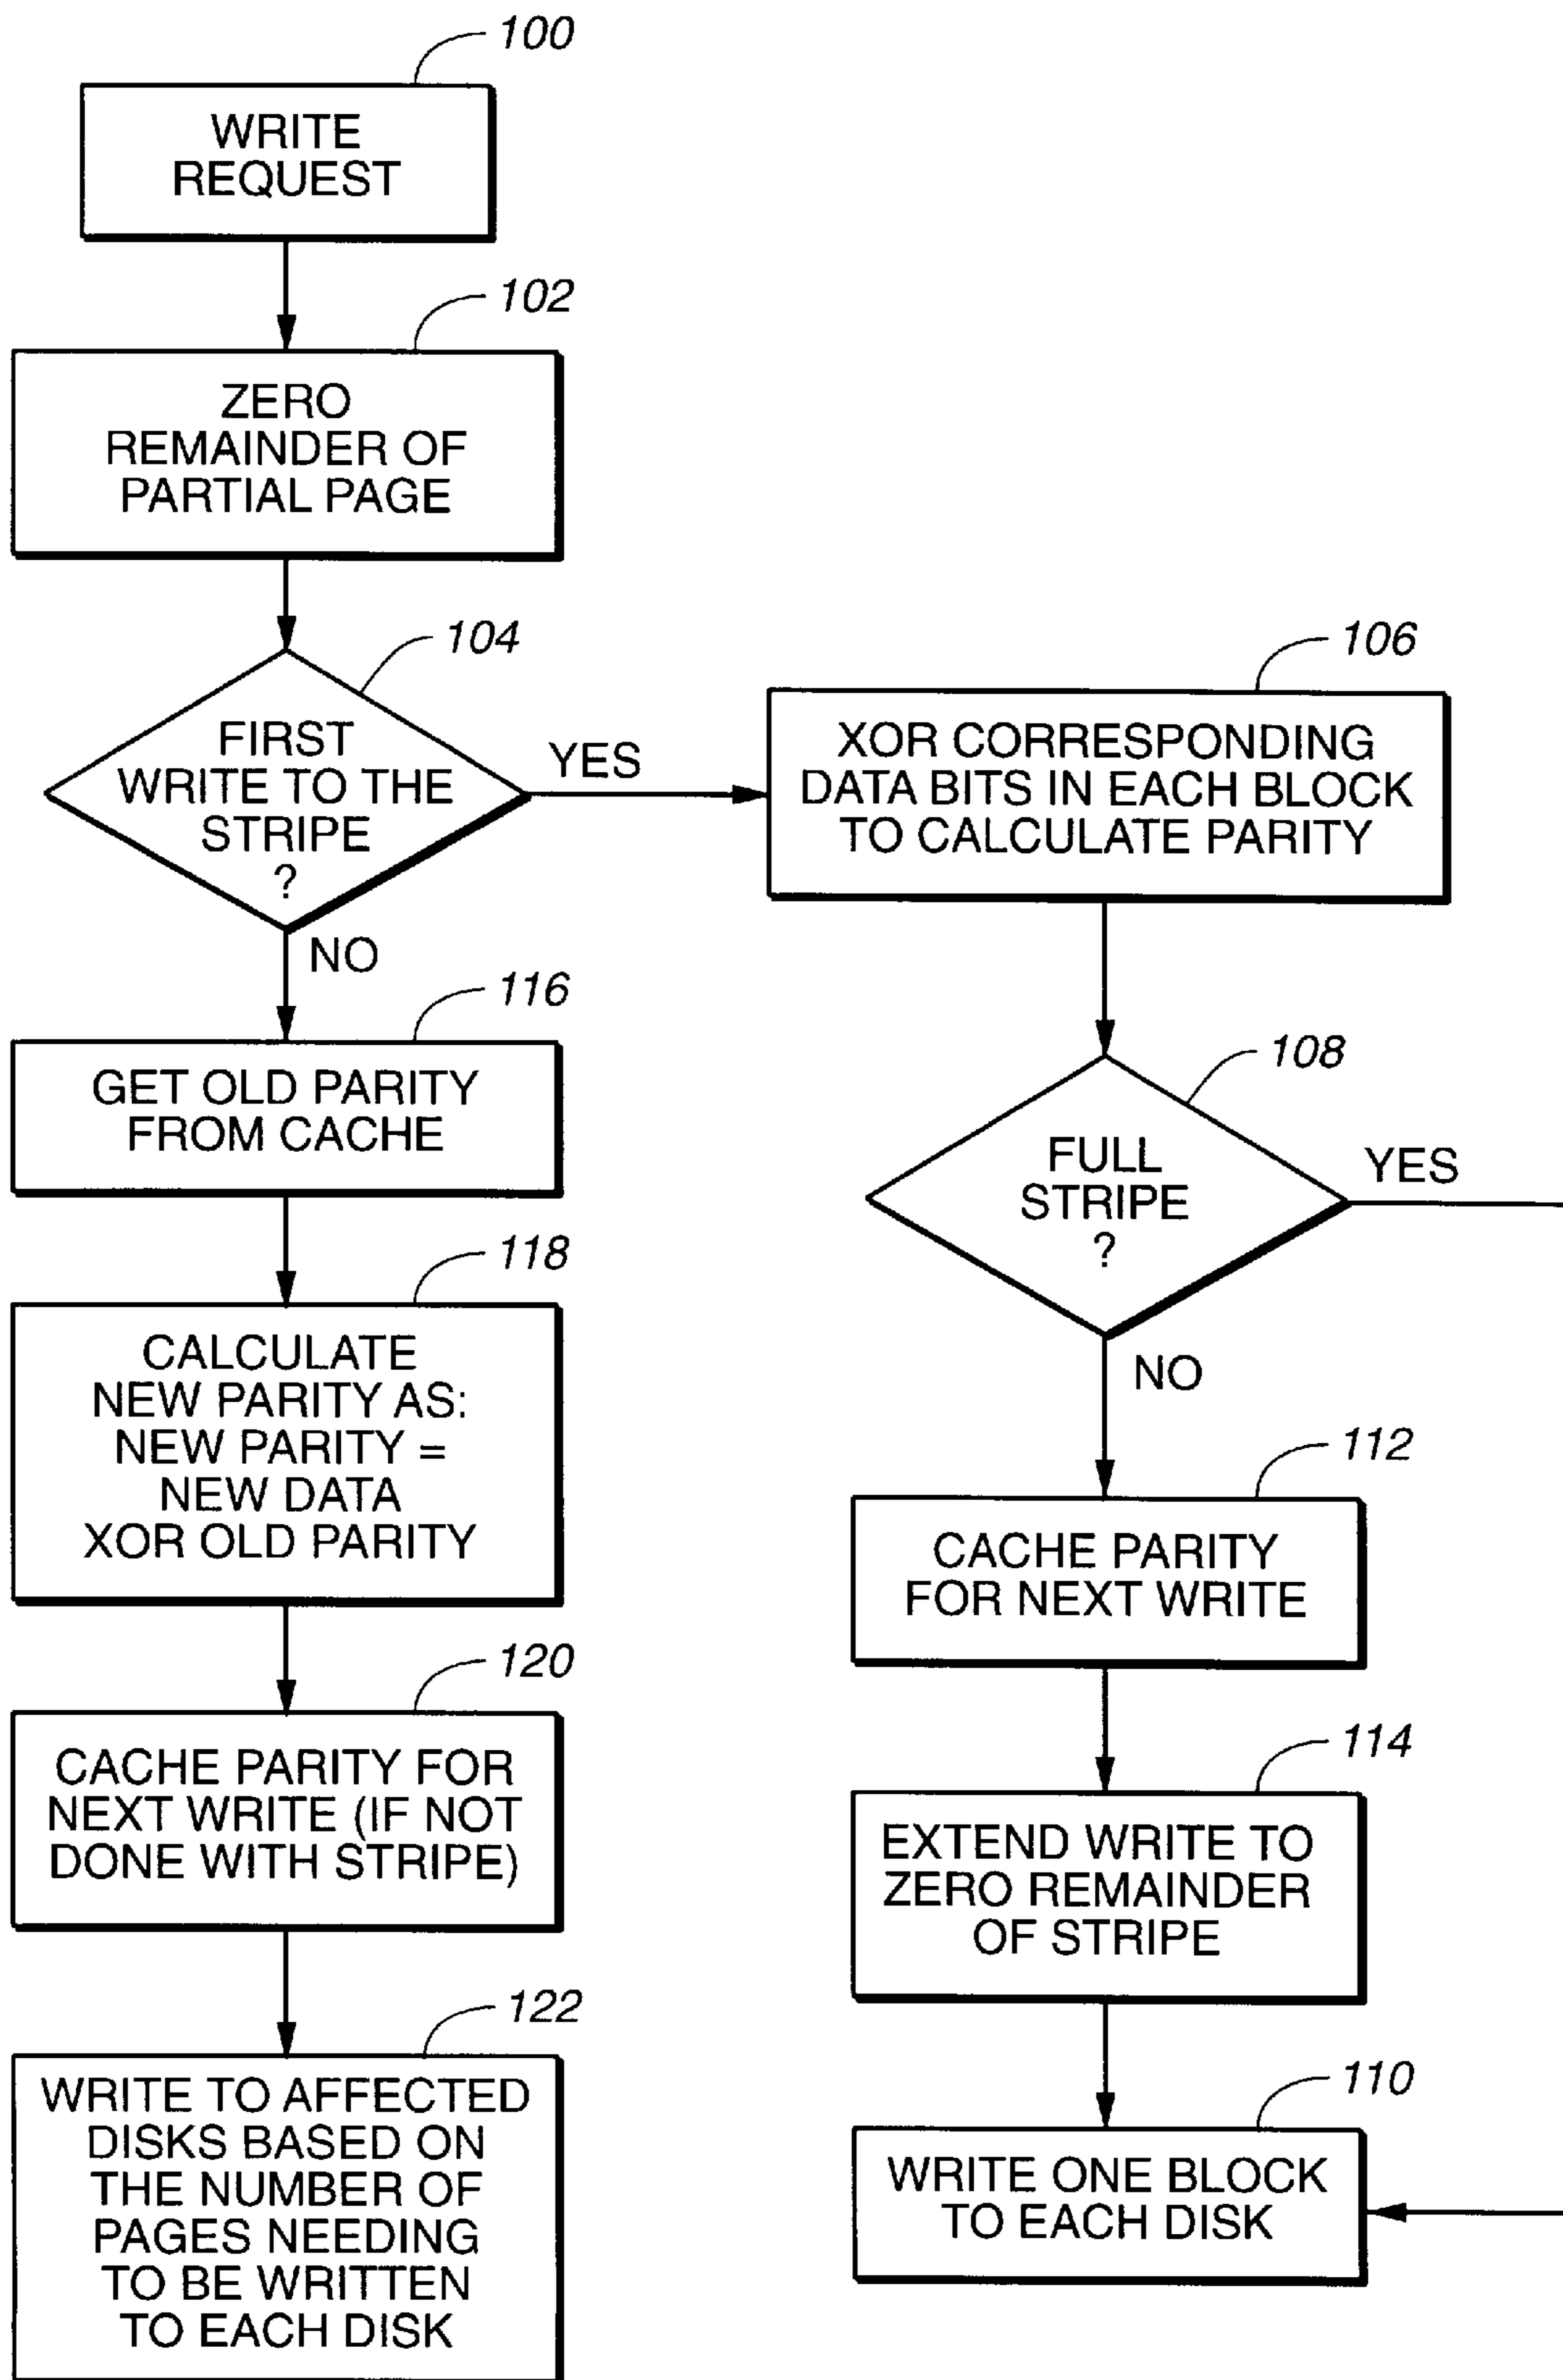 100
WRITE
REQUEST
102
ZERO
REMAINDER OF
PARTIAL PAGE
104
FIRST
WRITE TO THE
STRIPE
?
YES
NO
106
XOR CORRESPONDING
DATA BITS IN EACH BLOCK
TO CALCULATE PARITY
108
FULL
STRIPE
?
YES
NO
112
CACHE PARITY
FOR NEXT WRITE
114
EXTEND WRITE TO
ZERO REMAINDER
OF STRIPE
110
WRITE ONE BLOCK
TO EACH DISK
116
GET OLD PARITY
FROM CACHE
118
CALCULATE
NEW PARITY AS:
NEW PARITY =
NEW DATA
XOR OLD PARITY
120
CACHE PARITY FOR
NEXT WRITE (IF NOT
DONE WITH STRIPE)
122
WRITE TO AFFECTED
DISKS BASED ON
THE NUMBER OF
PAGES NEEDING
TO BE WRITTEN
TO EACH DISK